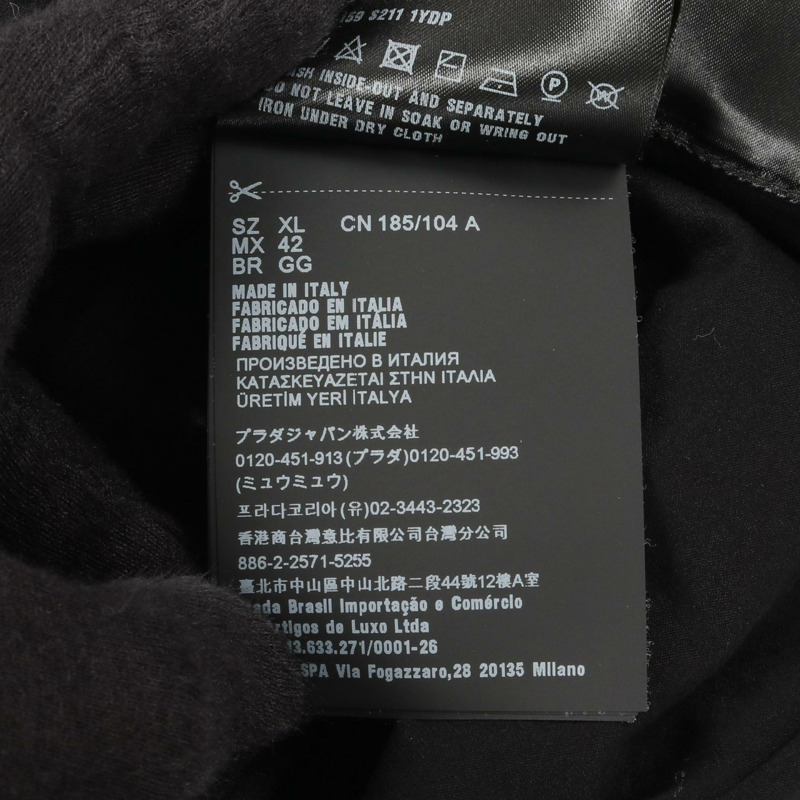 S211 1YDP
INSIDE-OUT AND SEPARATELY
DO NOT LEAVE IN SOAK OR WRING OUT
IRON UNDER DRY CLOTH
SZ XL CN 185/104 A
MX 42
BR GG
MADE IN ITALY
FABRICADO EN ITALIA
FABRICADO EM ITÁLIA
FABRIQUÉ EN ITALIE
ПРОИЗВЕДЕНО В ИТАЛИЯ
ΚΑΤΑΣΚΕΥΑΖΕΤΑΙ ΣΤΗΝ ΙΤΑΛΙΑ
ÜRETİM YERİ İTALYA
プラダジャパン株式会社
0120-451-913(プラダ)0120-451-993
(ミュウミュウ)
프라다코리아(유)02-3443-2323
香港商台灣意比有限公司台灣分公司
886-2-2571-5255
臺北市中山區中山北路二段44號12樓A室
Brasil Importação e Comércio
de Luxo Ltda
13.633.271/0001-26
SPA Via Fogazzaro,28 20135 Milano